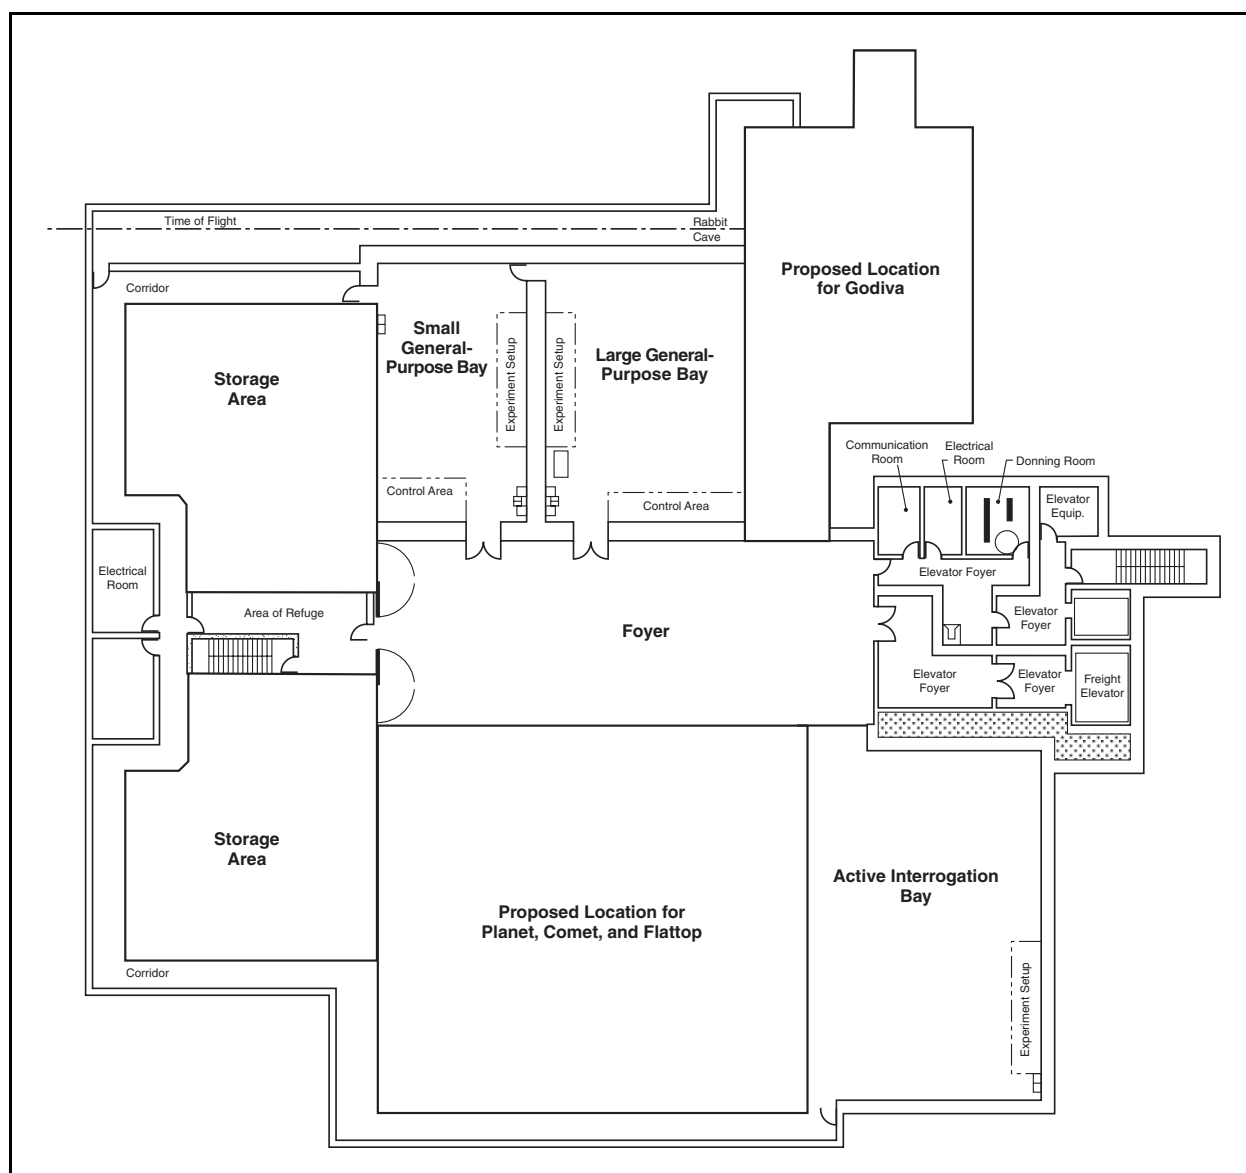 Time of Flight
Rabbit
Cave
Corridor
Proposed Location
for Godiva
Small
General-
Purpose Bay
Experiment Setup
Experiment Setup
Large General-
Purpose Bay
Storage
Area
Control Area
Control Area
Communication
Room
Electrical
Room
Donning Room
Elevator
Equip.
Electrical
Room
Elevator Foyer
Area of Refuge
Foyer
Elevator
Foyer
Elevator
Foyer
Elevator
Foyer
Freight
Elevator
Storage
Area
Active Interrogation
Bay
Proposed Location for
Planet, Comet, and Flattop
Experiment Setup
Corridor